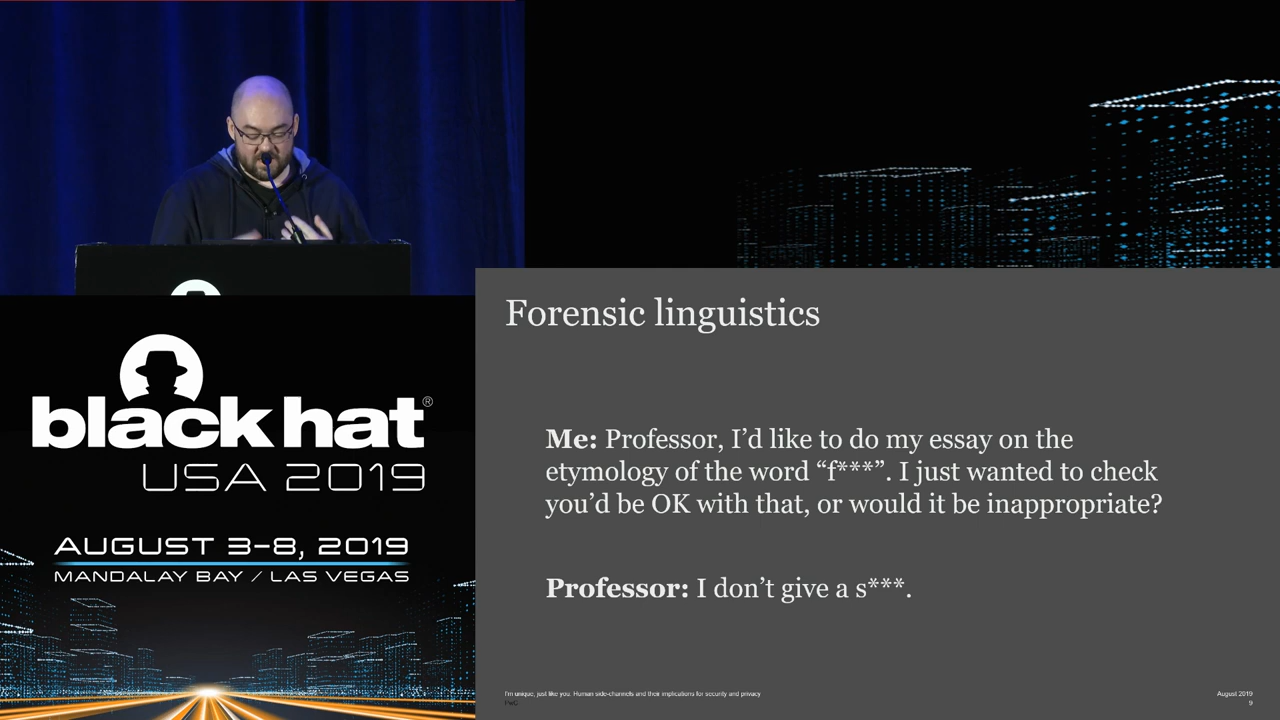 Forensic linguistics
Me: Professor, I’d like to do my essay on the
etymology of the word “f***”. I just wanted to check
you’d be OK with that, or would it be inappropriate?
Professor: I don’t give a s***.
I'm unique, just like you: Human side-channels and their implications for security and privacy
PwC
August 2019
9
black hat®
USA 2019
AUGUST 3-8, 2019
MANDALAY BAY / LAS VEGAS